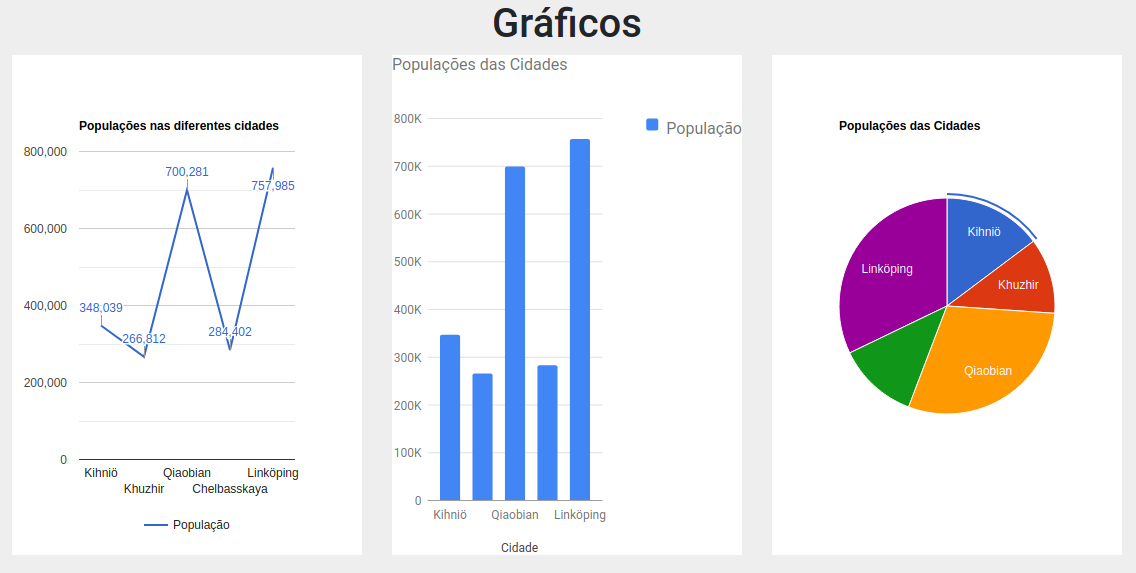 Gráficos
Populações nas diferentes cidades
800,000
600,000
400,000
200,000
0
348,039
266,812
700,281
284,402
757,985
Kihniö
Khuzhir
Qiaobian
Chelbasskaya
Linköping
População
Populações das Cidades
800K
700K
600K
500K
400K
300K
200K
100K
0
Kihniö
Qiaobian
Linköping
Cidade
População
Populações das Cidades
Kihniö
Khuzhir
Qiaobian
Linköping